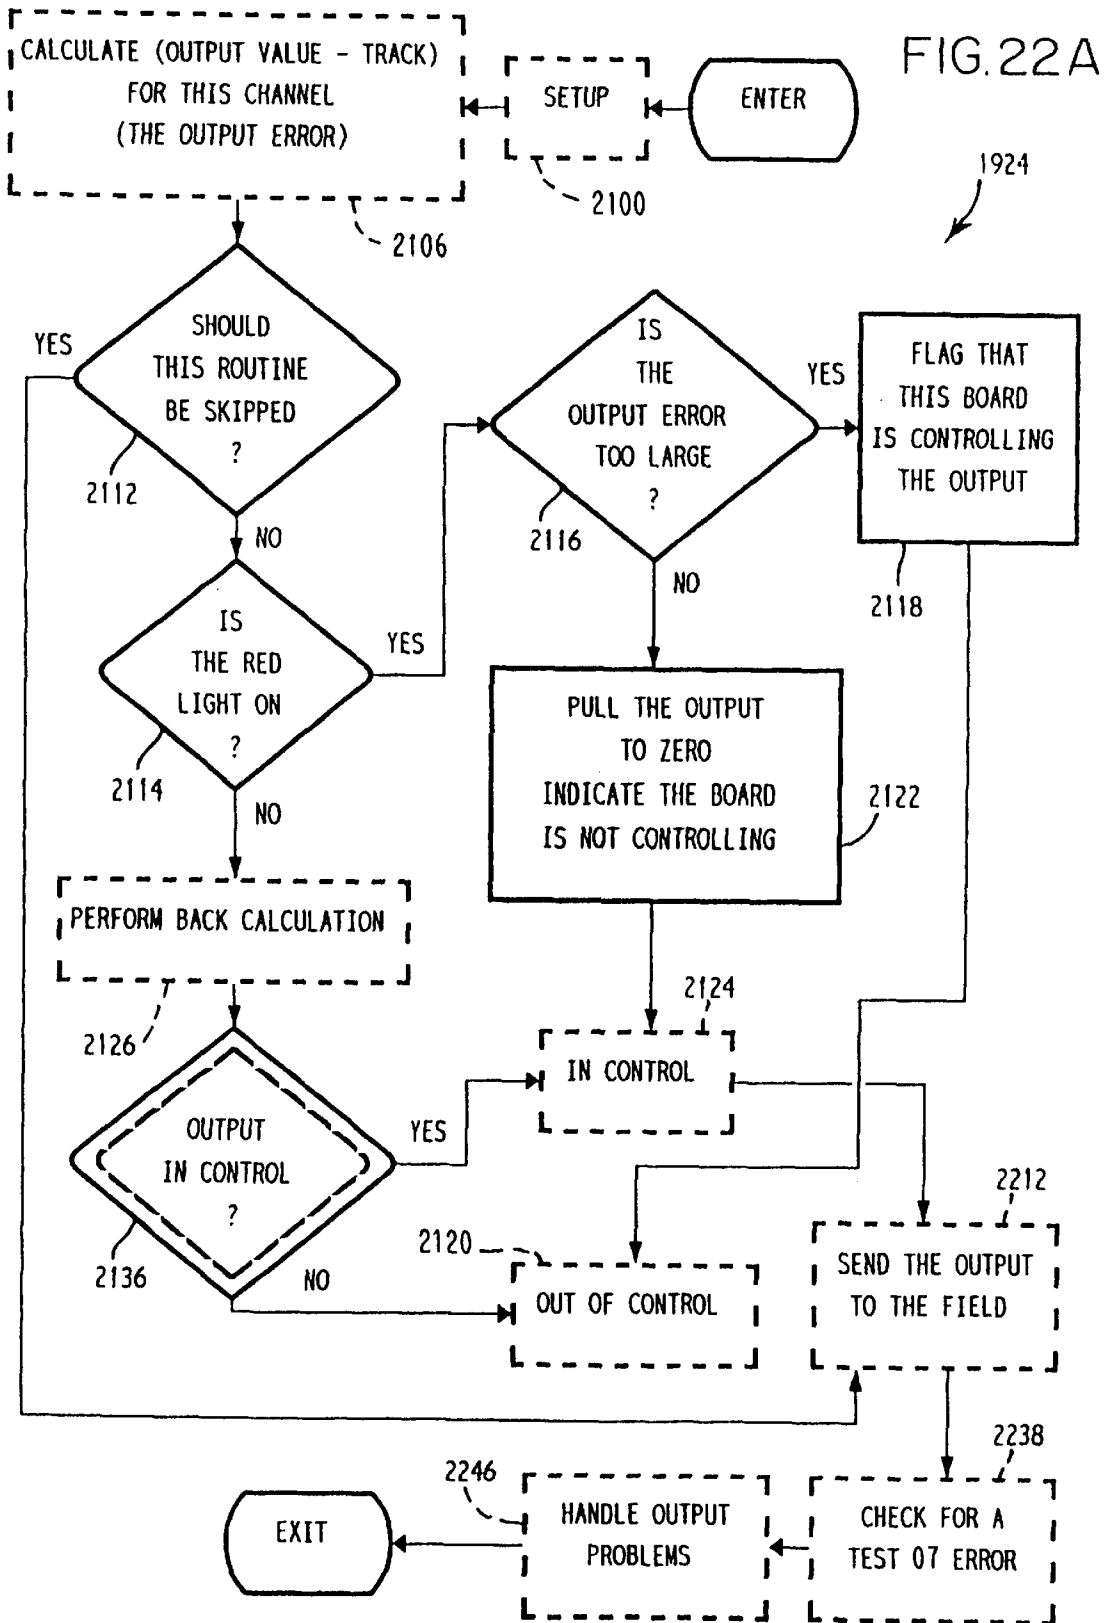 FIG.22A
ENTER
SETUP
2100
CALCULATE (OUTPUT VALUE - TRACK)
FOR THIS CHANNEL
(THE OUTPUT ERROR)
2106
1924
SHOULD
THIS ROUTINE
BE SKIPPED
?
YES
2112
NO
IS
THE RED
LIGHT ON
?
YES
2114
NO
IS
THE
OUTPUT ERROR
TOO LARGE
?
YES
2116
NO
FLAG THAT
THIS BOARD
IS CONTROLLING
THE OUTPUT
2118
PULL THE OUTPUT
TO ZERO
INDICATE THE BOARD
IS NOT CONTROLLING
2122
PERFORM BACK CALCULATION
2126
OUTPUT
IN CONTROL
?
YES
2136
NO
2124
IN CONTROL
2120
OUT OF CONTROL
2212
SEND THE OUTPUT
TO THE FIELD
2238
CHECK FOR A
TEST 07 ERROR
2246
HANDLE OUTPUT
PROBLEMS
EXIT